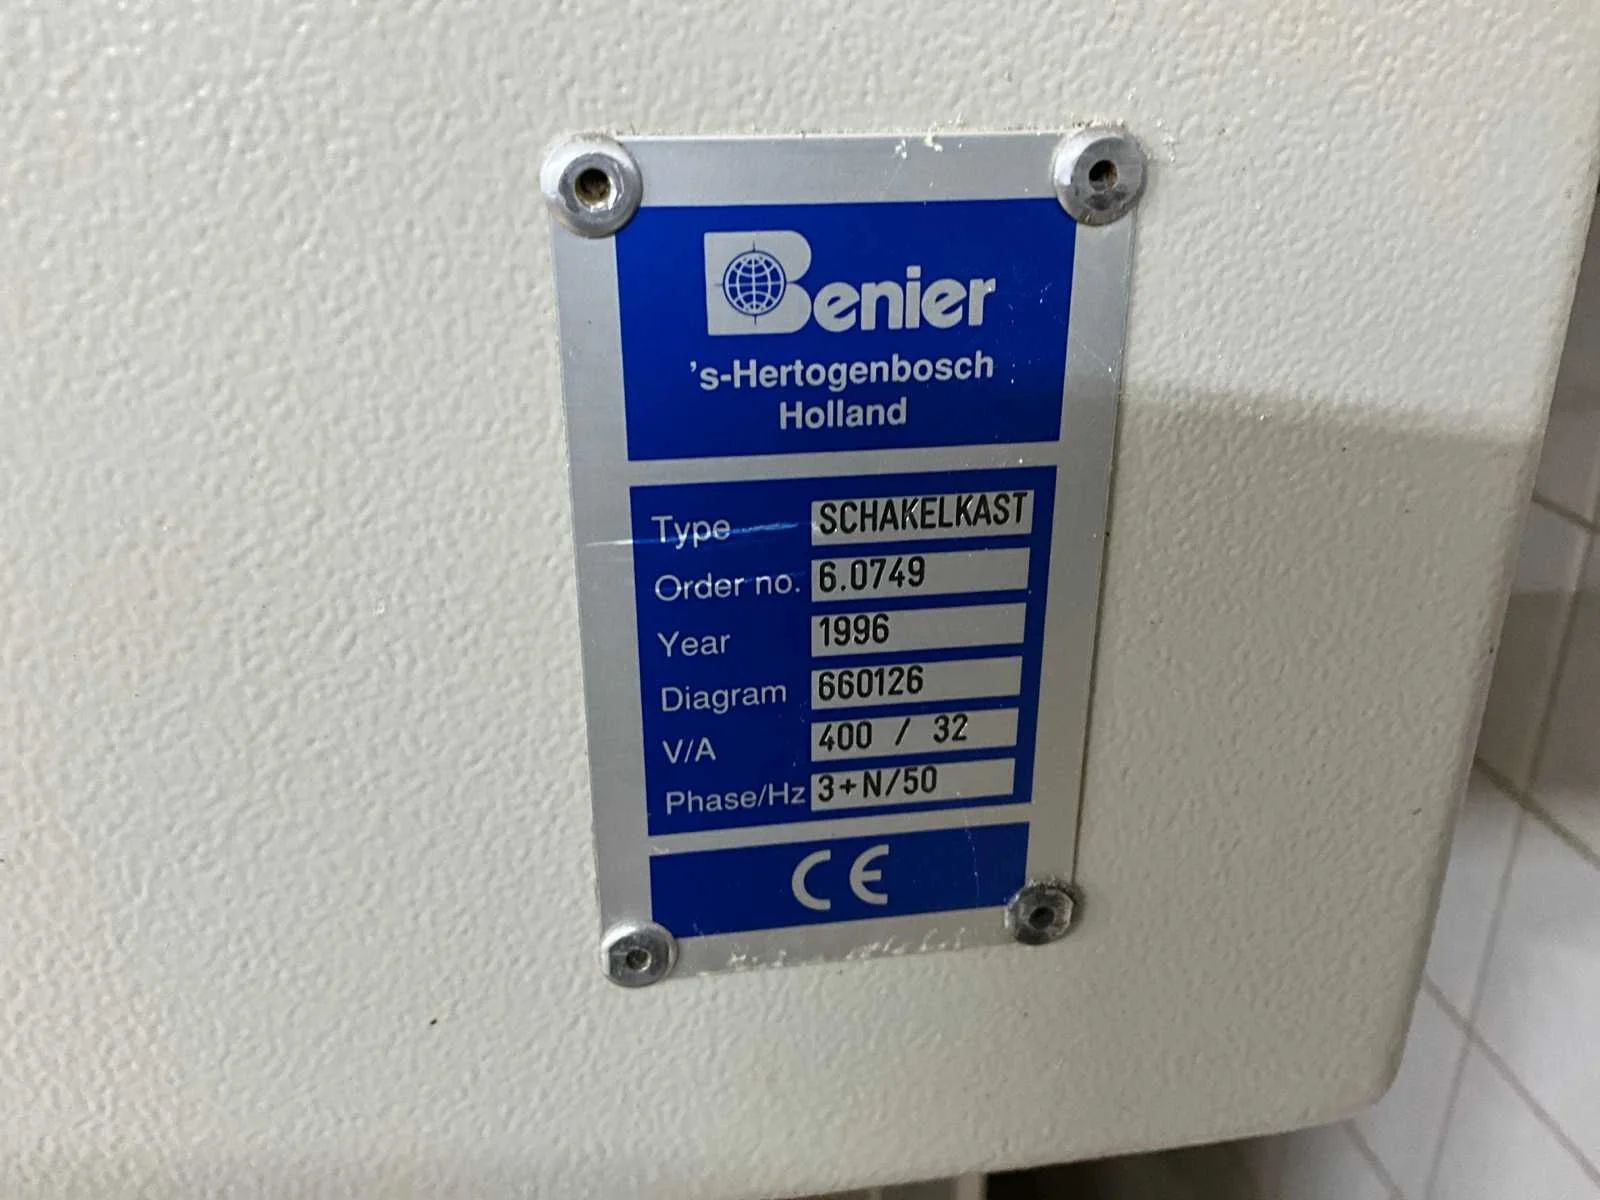 Benier
's-Hertogenbosch
Holland
Type SCHAKELKAST
Order no. 6.0749
Year 1996
Diagram 660126
V/A 400 / 32
Phase/Hz 3+N/50
CE